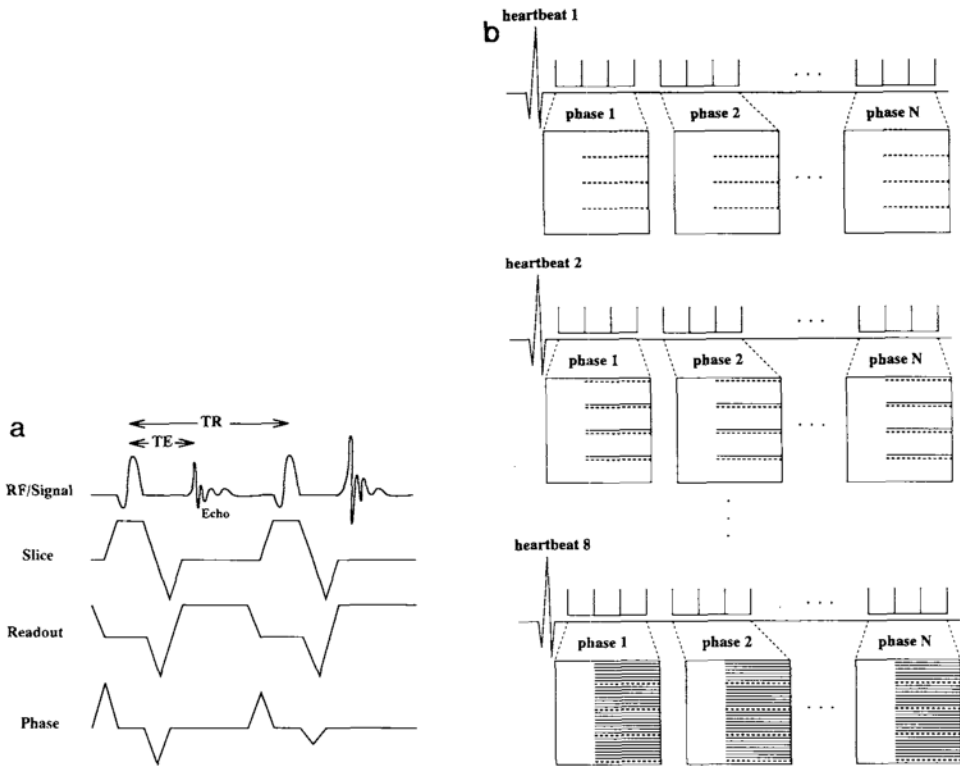 a
TR
TE
RF/Signal
Echo
Slice
Readout
Phase
b
heartbeat 1
. . .
phase 1 phase 2 phase N
. . .
heartbeat 2
. . .
phase 1 phase 2 phase N
. . .
heartbeat 8
. . .
phase 1 phase 2 phase N
. . .